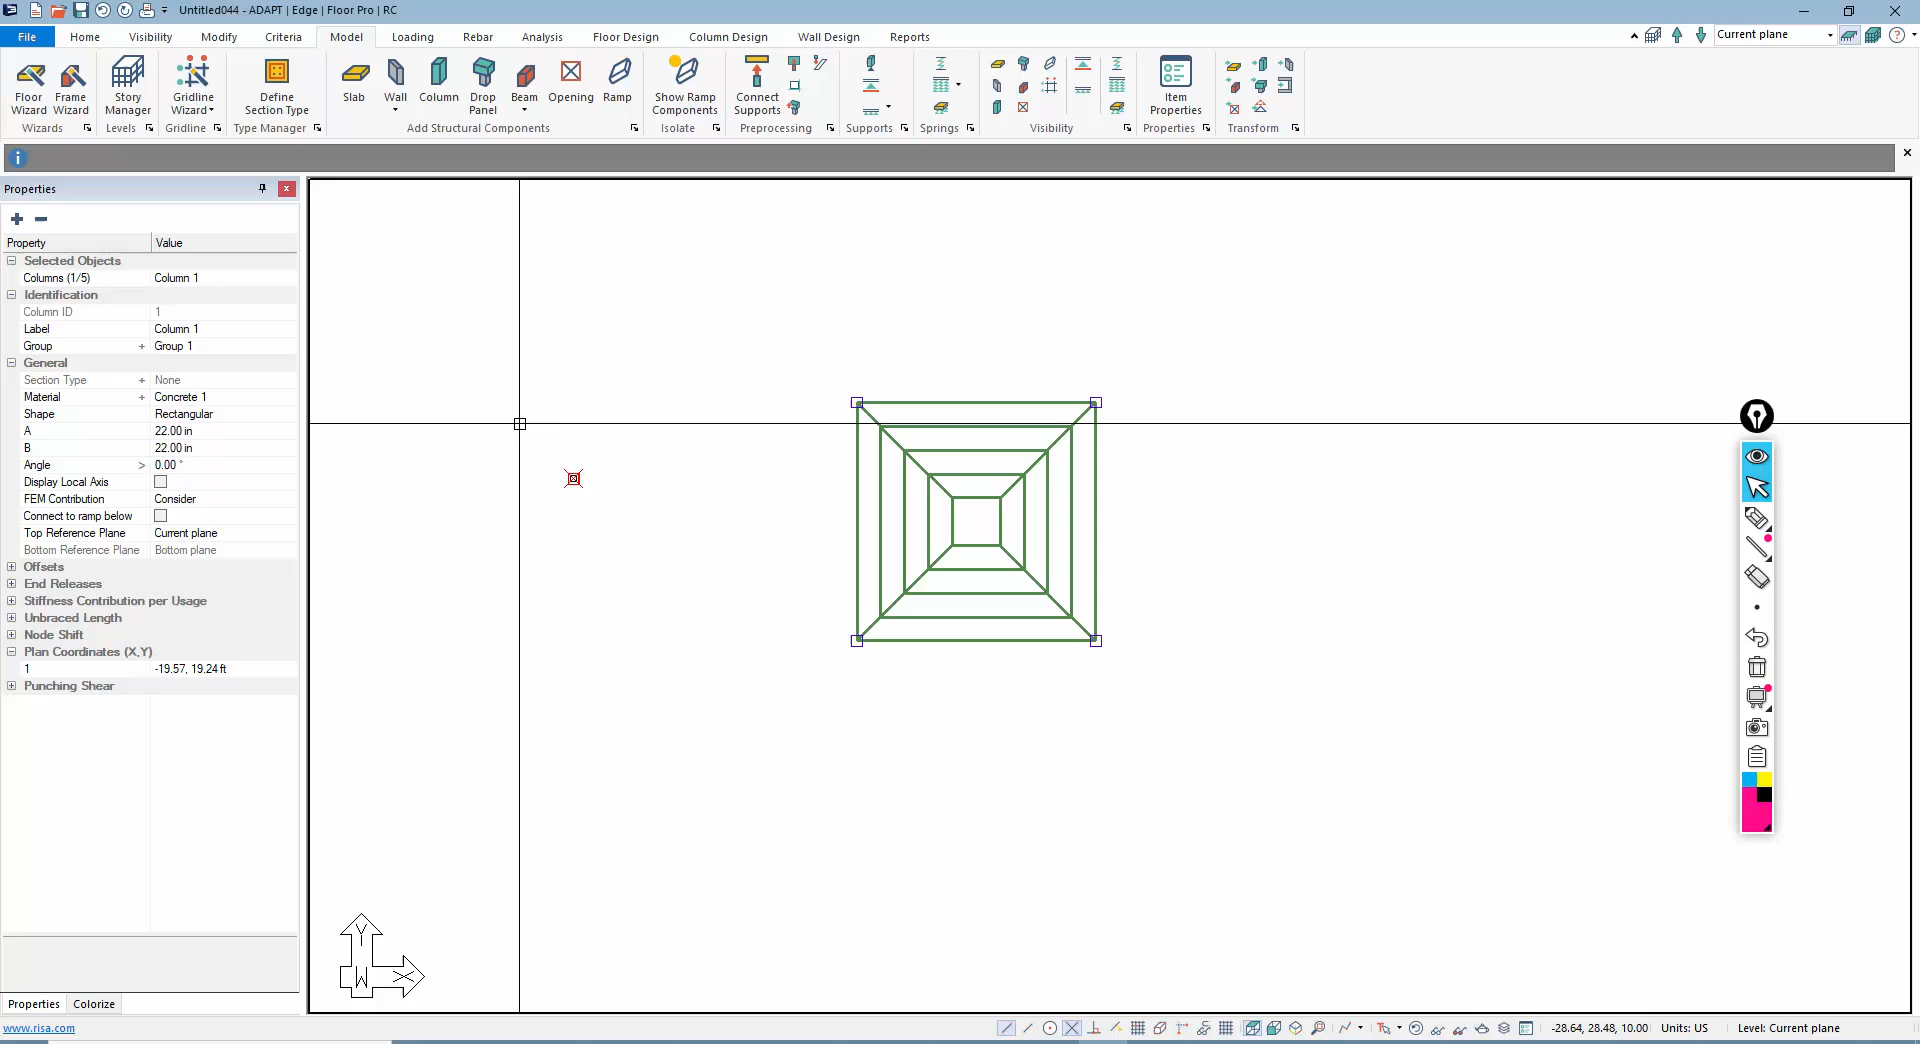 Untitled044 - ADAPT | Edge | Floor Pro | RC
File Home Visibility Modify Criteria Model Loading Rebar Analysis Floor Design Column Design Wall Design Reports Current plane
Floor Wizard
Frame Wizard
Story Manager
Gridline Wizard
Define Section Type
Slab
Wall
Column
Drop Panel
Beam
Opening
Ramp
Show Ramp Components
Connect Supports
Item Properties
Wizards Levels Gridline Type Manager Add Structural Components Isolate Preprocessing Supports Springs Visibility Properties Transform
Properties
Property Value
Selected Objects
Columns (1/5) Column 1
Identification
Column ID 1
Label Column 1
Group + Group 1
General
Section Type + None
Material + Concrete 1
Shape Rectangular
A 22.00 in
B 22.00 in
Angle > 0.00 °
Display Local Axis
FEM Contribution Consider
Connect to ramp below
Top Reference Plane Current plane
Bottom Reference Plane Bottom plane
Offsets
End Releases
Stiffness Contribution per Usage
Unbraced Length
Node Shift
Plan Coordinates (X,Y)
1 -19.57, 19.24 ft
Punching Shear
Y
W X
Properties Colorize
www.risa.com -28.64, 28.48, 10.00 Units: US Level: Current plane